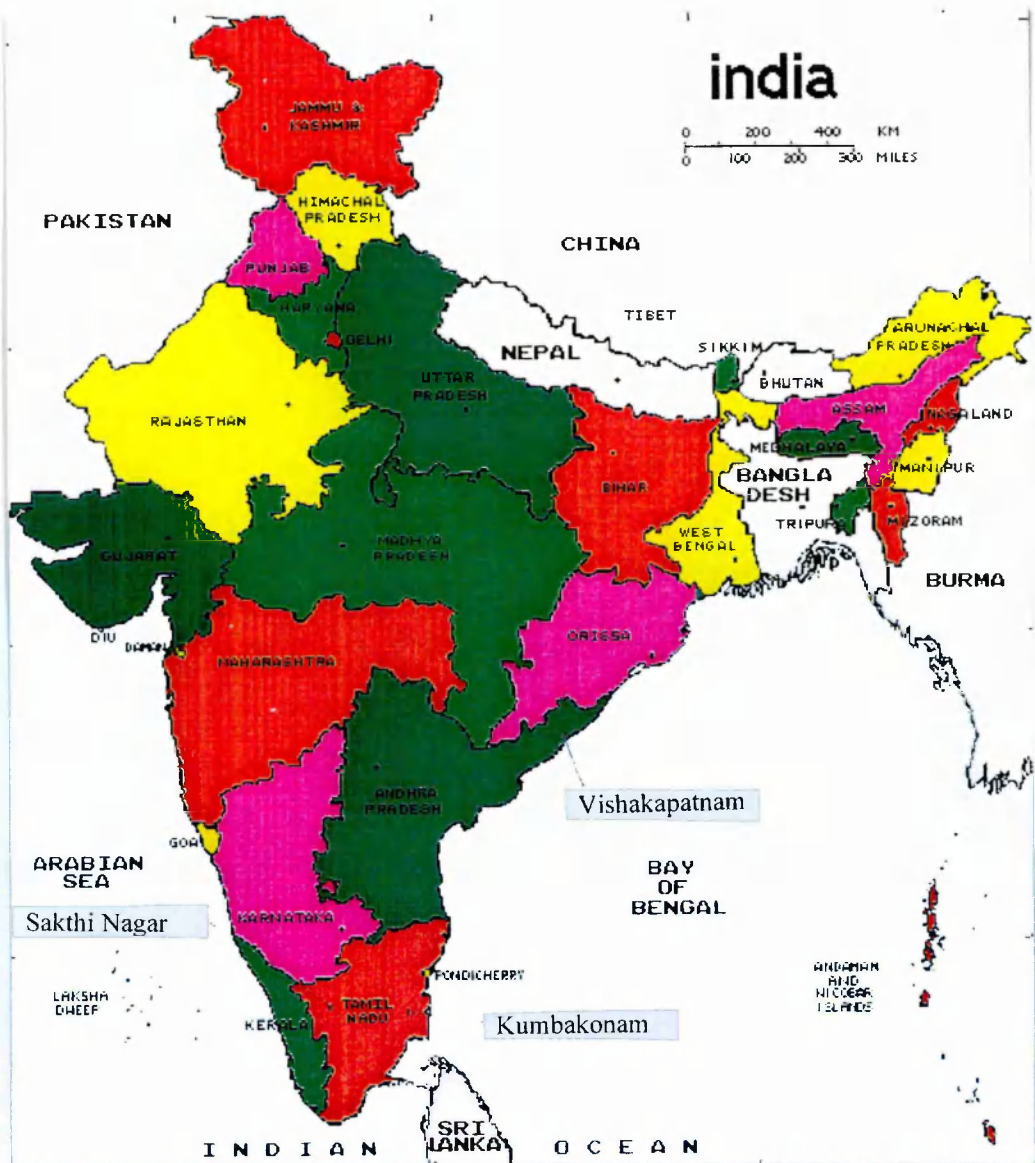 india
0 200 400 KM
0 100 200 300 MILES
JAMMU &
KASHMIR
HIMACHAL
PRADESH
PAKISTAN
CHINA
PUNJAB
HARYANA
TIBET
ARUNACHAL
PRADESH
DELHI
SIKKIM
NEPAL
BHUTAN
UTTAR
PRADESH
RAJASTHAN
ASSAM
NAGALAND
MEGHALAYA
MANIPUR
BANGLA
DESH
BIHAR
TRIPURA
MIZORAM
WEST
BENGAL
GUJARAT
MADHYA
PRADESH
BURMA
DIU
DAMAN
ORISSA
MAHARASHTRA
ANDHRA
PRADESH
Vishakapatnam
GOA
ARABIAN
SEA
BAY
OF
BENGAL
Sakthi Nagar
KARNATAKA
PONDICHERRY
ANDAMAN
AND
NICOBAR
ISLANDS
LAKSHA
DWEEP
TAMIL
NADU
KERALA
Kumbakonam
SRI
LANKA
INDIAN OCEAN